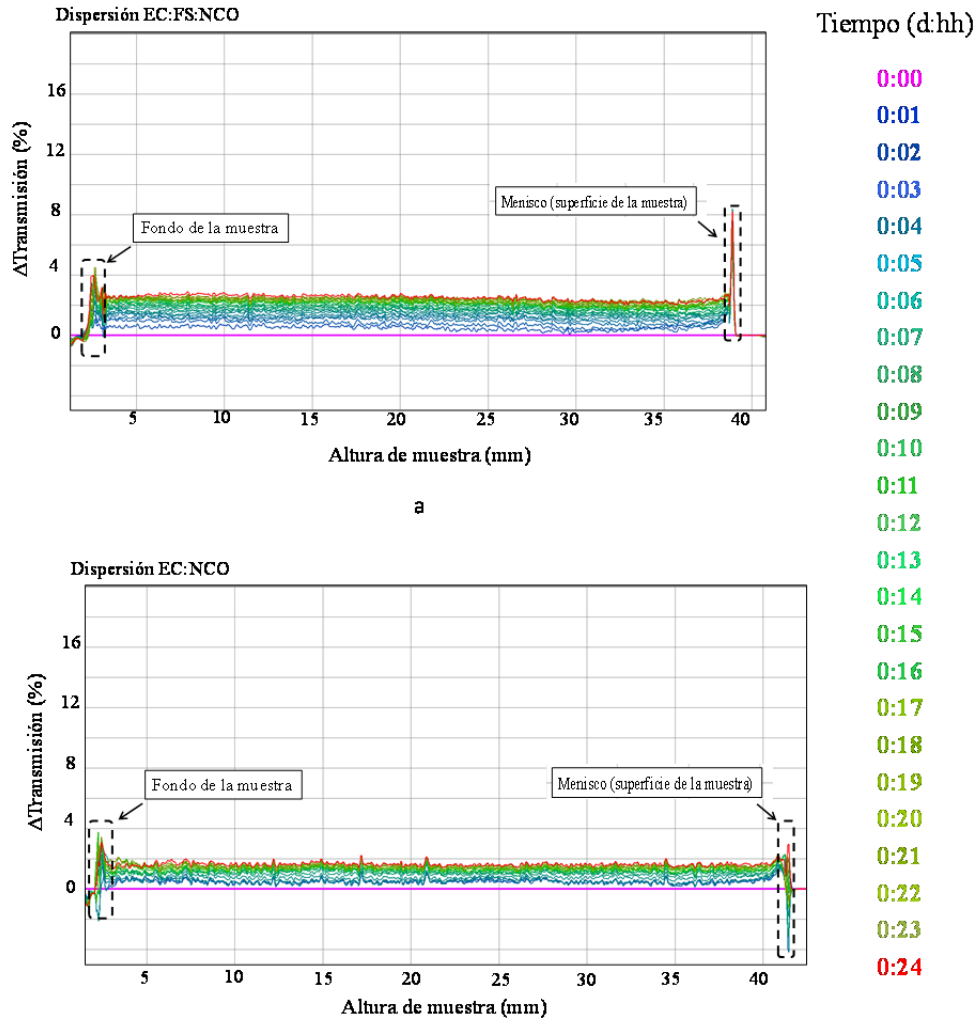 Dispersión EC:FS:NCO
ΔTransmisión (%)
16
12
8
4
0
Fondo de la muestra
Menisco (superficie de la muestra)
5 10 15 20 25 30 35 40
Altura de muestra (mm)
a
Dispersión EC:NCO
ΔTransmisión (%)
16
12
8
4
0
Fondo de la muestra
Menisco (superficie de la muestra)
5 10 15 20 25 30 35 40
Altura de muestra (mm)
Tiempo (d:hh)
0:00
0:01
0:02
0:03
0:04
0:05
0:06
0:07
0:08
0:09
0:10
0:11
0:12
0:13
0:14
0:15
0:16
0:17
0:18
0:19
0:20
0:21
0:22
0:23
0:24